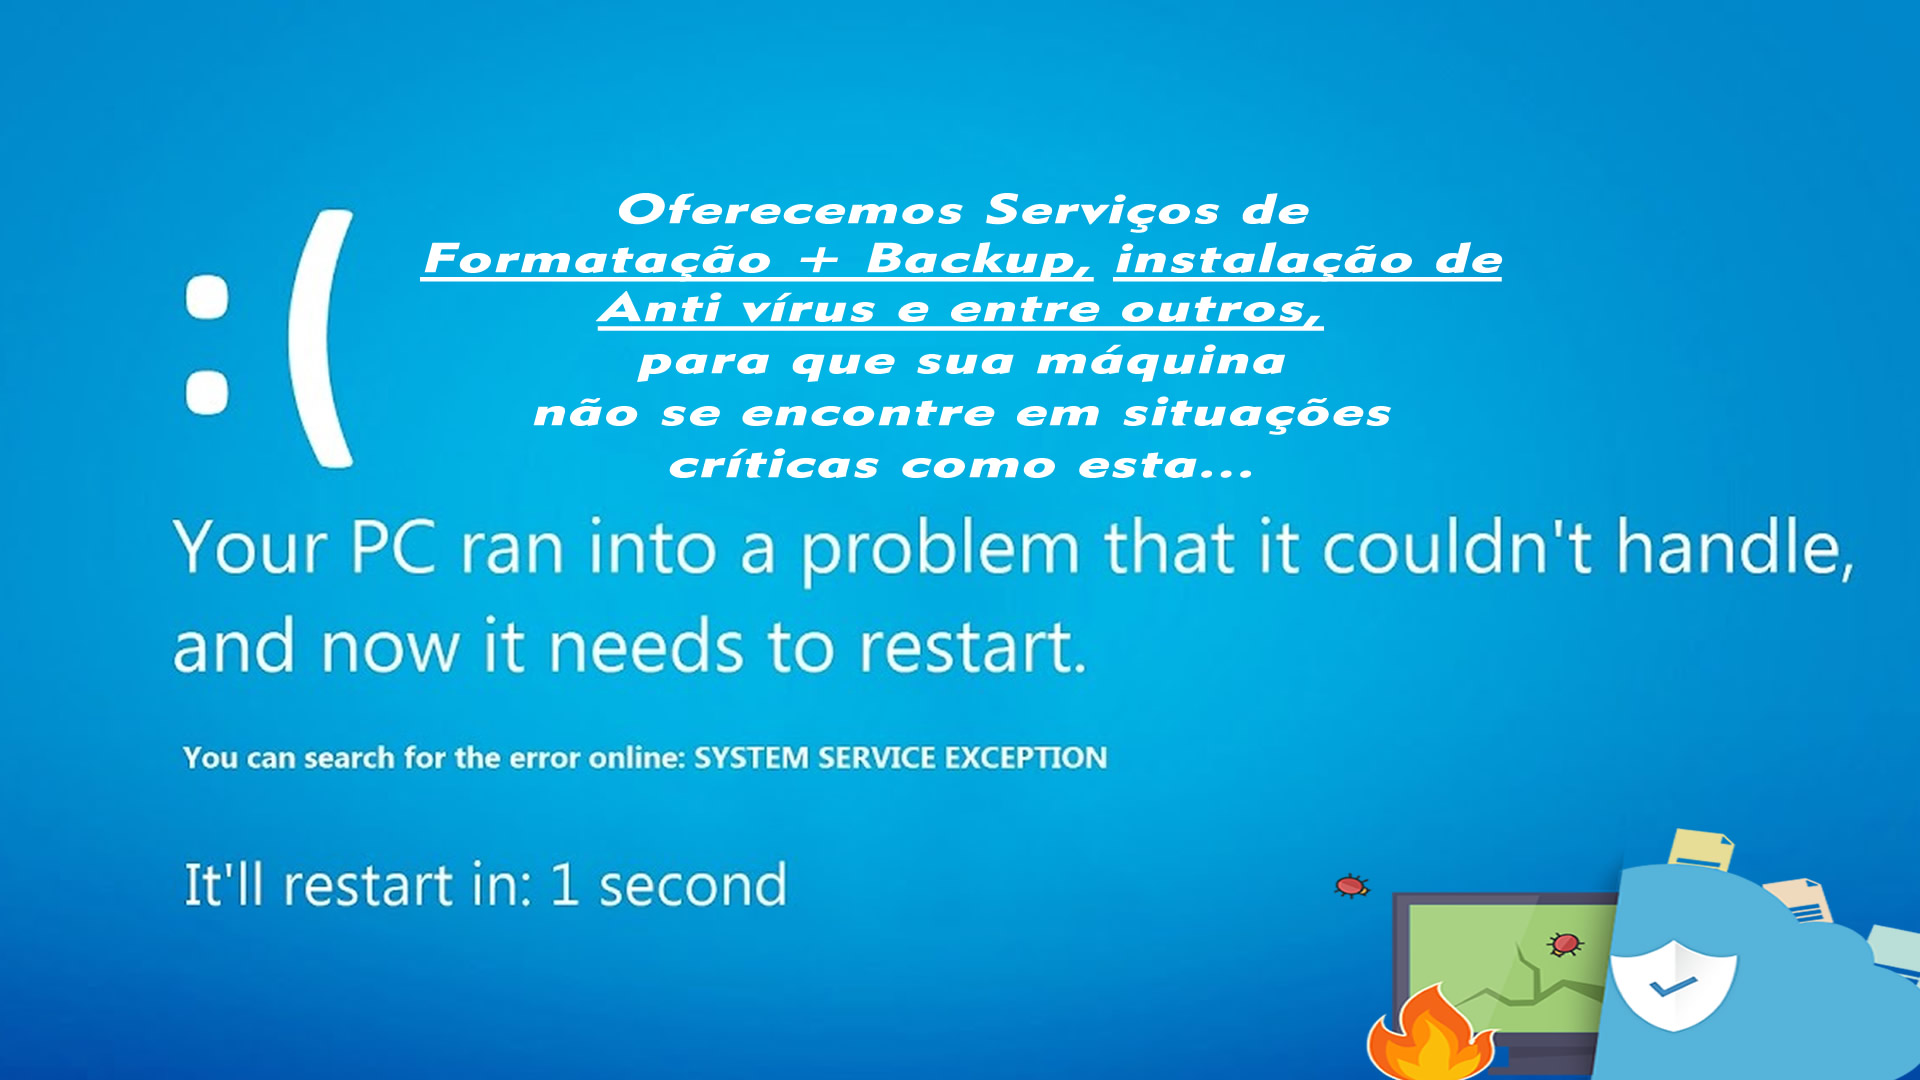 Oferecemos Serviços de
Formatação + Backup, instalação de
Anti vírus e entre outros,
para que sua máquina
não se encontre em situações
críticas como esta...
:(
Your PC ran into a problem that it couldn't handle,
and now it needs to restart.
You can search for the error online: SYSTEM SERVICE EXCEPTION
It'll restart in: 1 second